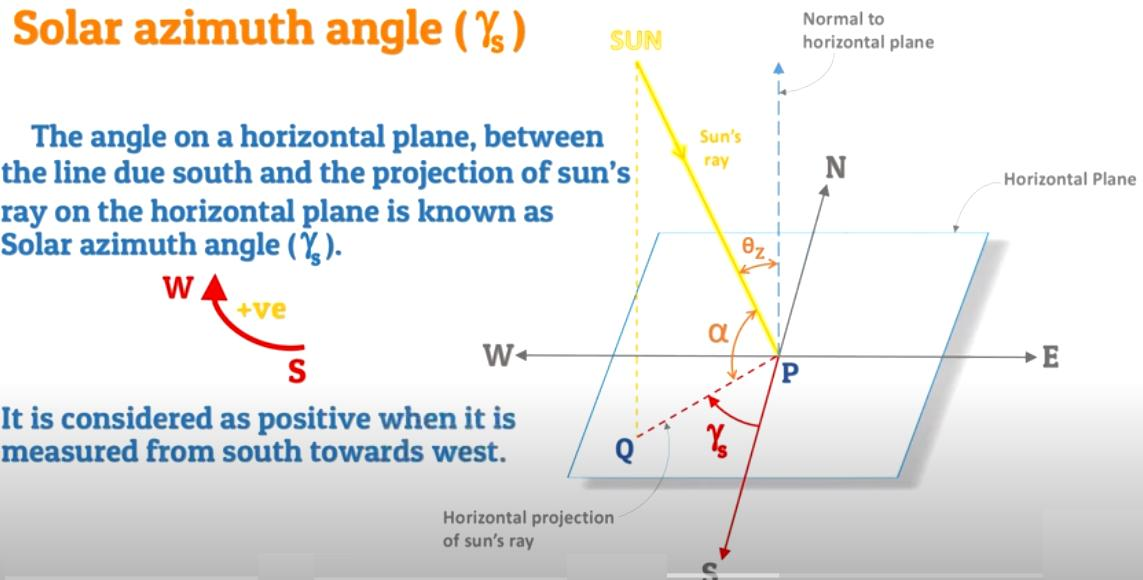 Solar azimuth angle (γs)
The angle on a horizontal plane, between
the line due south and the projection of sun's
ray on the horizontal plane is known as
Solar azimuth angle (γs).
W
+ve
S
It is considered as positive when it is
measured from south towards west.
SUN
Normal to
horizontal plane
Sun's
ray
N
Horizontal Plane
θz
α
W
E
P
Q
γs
Horizontal projection
of sun's ray
S